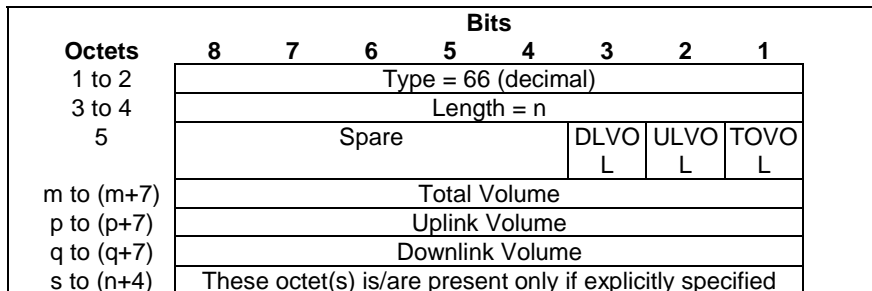 Bits
Octets 8 7 6 5 4 3 2 1
1 to 2 Type = 66 (decimal)
3 to 4 Length = n
5 Spare DLVO ULVOL TOVO
L L L
m to (m+7) Total Volume
p to (p+7) Uplink Volume
q to (q+7) Downlink Volume
s to (n+4) These octet(s) is/are present only if explicitly specified